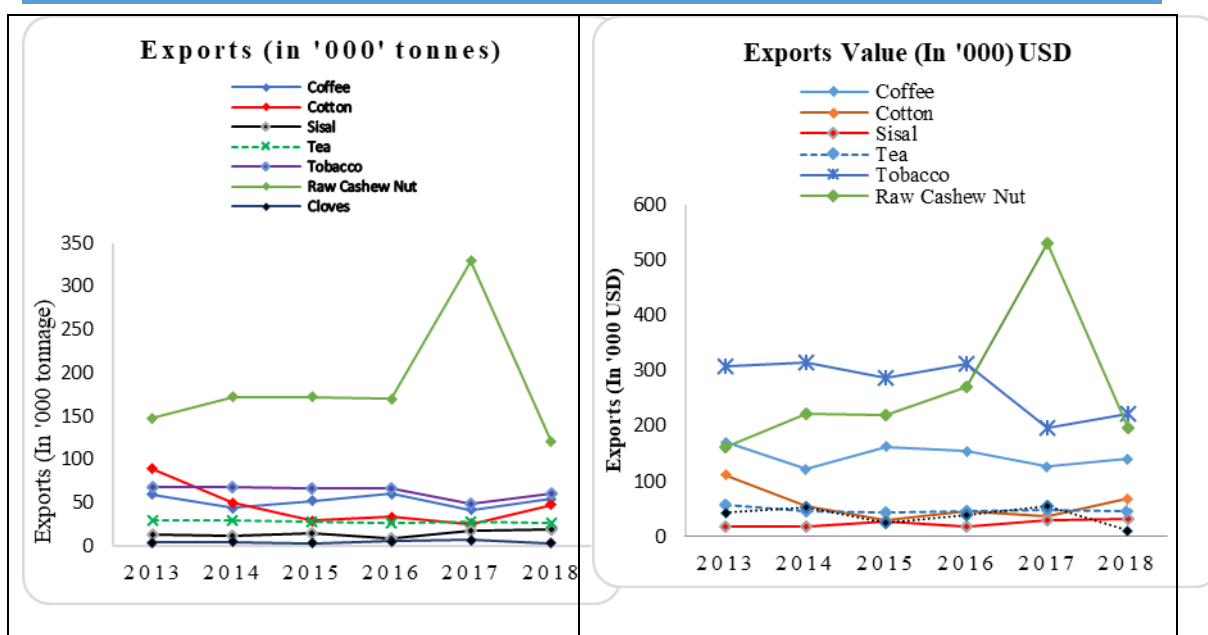 Exports (in '000' tonnes)
Coffee
Cotton
Sisal
Tea
Tobacco
Raw Cashew Nut
Cloves
Exports (In '000 tonnage)
350
300
250
200
150
100
50
0
2013 2014 2015 2016 2017 2018
Exports Value (In '000) USD
Coffee
Cotton
Sisal
Tea
Tobacco
Raw Cashew Nut
Exports (In '000 USD)
600
500
400
300
200
100
0
2013 2014 2015 2016 2017 2018